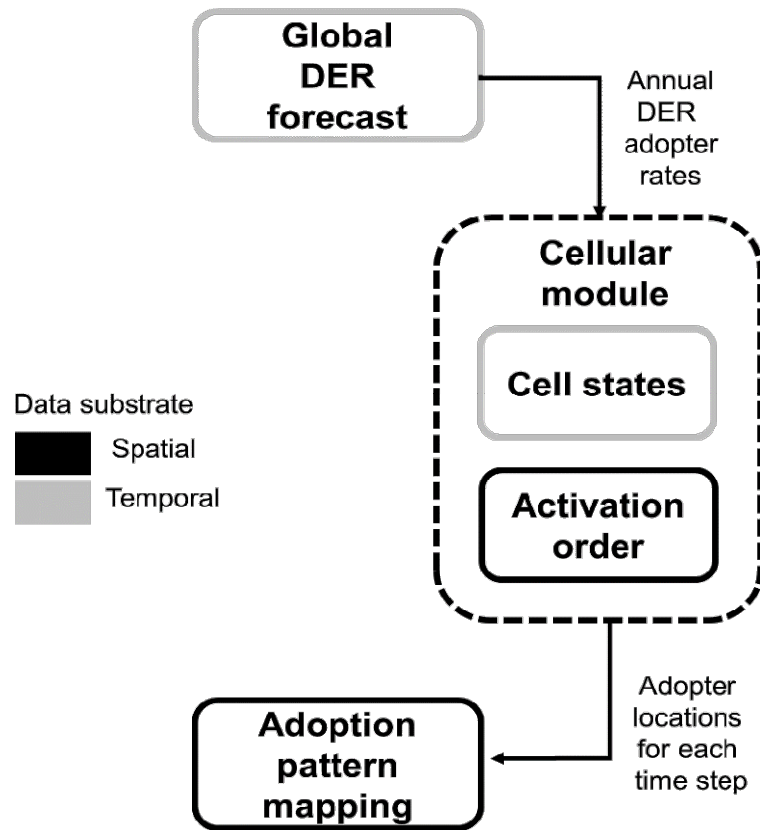 Global
DER
forecast
Annual
DER
adopter
rates
Cellular
module
Cell states
Data substrate
Spatial
Temporal
Activation
order
Adopter
locations
for each
time step
Adoption
pattern
mapping